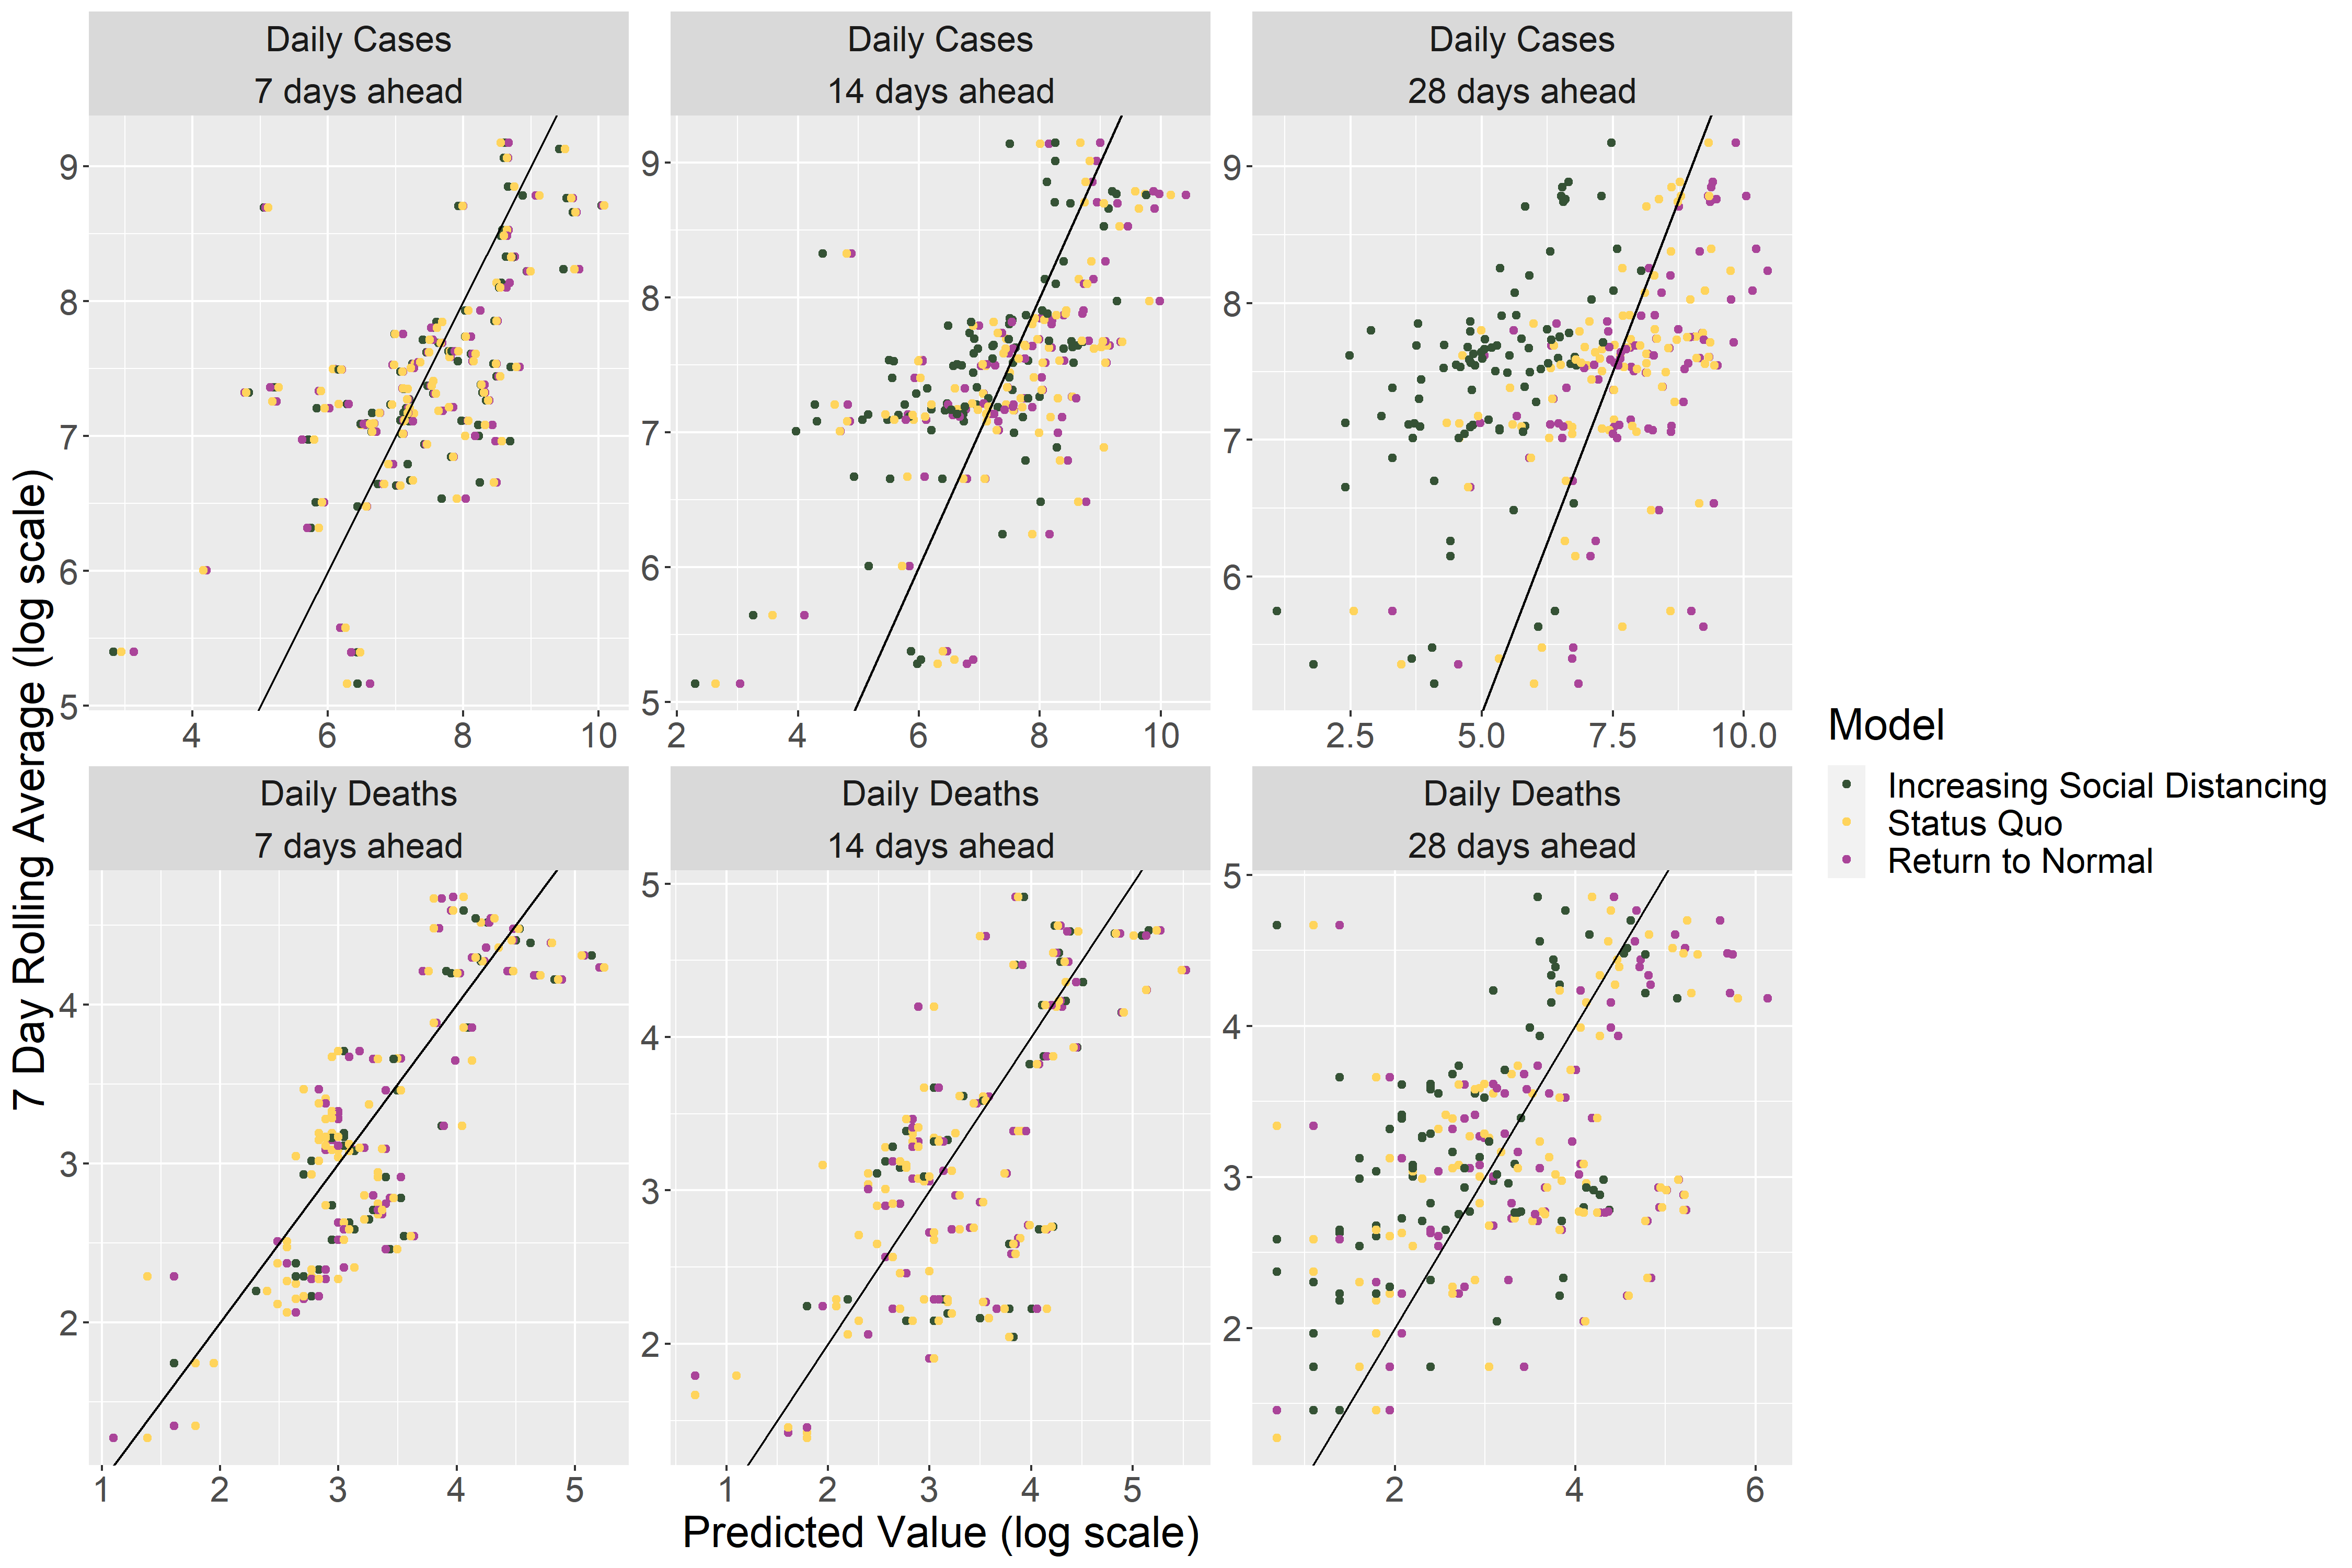 Daily Cases
7 days ahead
Daily Cases
14 days ahead
Daily Cases
28 days ahead
9
8
7
6
5
4
6
8
10
9
8
7
6
5
2
4
6
8
10
9
8
7
6
2.5
5.0
7.5
10.0
Daily Deaths
7 days ahead
Daily Deaths
14 days ahead
Daily Deaths
28 days ahead
4
3
2
1
2
3
4
5
5
4
3
2
1
2
3
4
5
5
4
3
2
2
4
6
7 Day Rolling Average (log scale)
Predicted Value (log scale)
Model
Increasing Social Distancing
Status Quo
Return to Normal